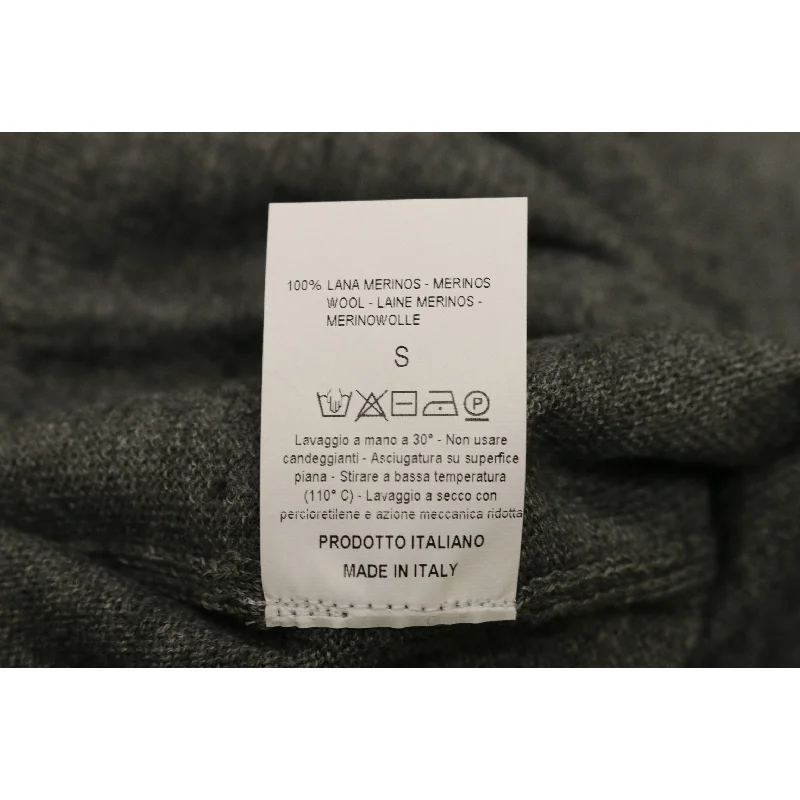 100% LANA MERINOS - MERINOS
WOOL - LAINE MERINOS -
MERINOWOLLE
S
P
Lavaggio a mano a 30° - Non usare
candeggianti - Asciugatura su superfice
piana - Stirare a bassa temperatura
(110° C) - Lavaggio a secco con
percloretilene e azione meccanica ridotta
PRODOTTO ITALIANO
MADE IN ITALY